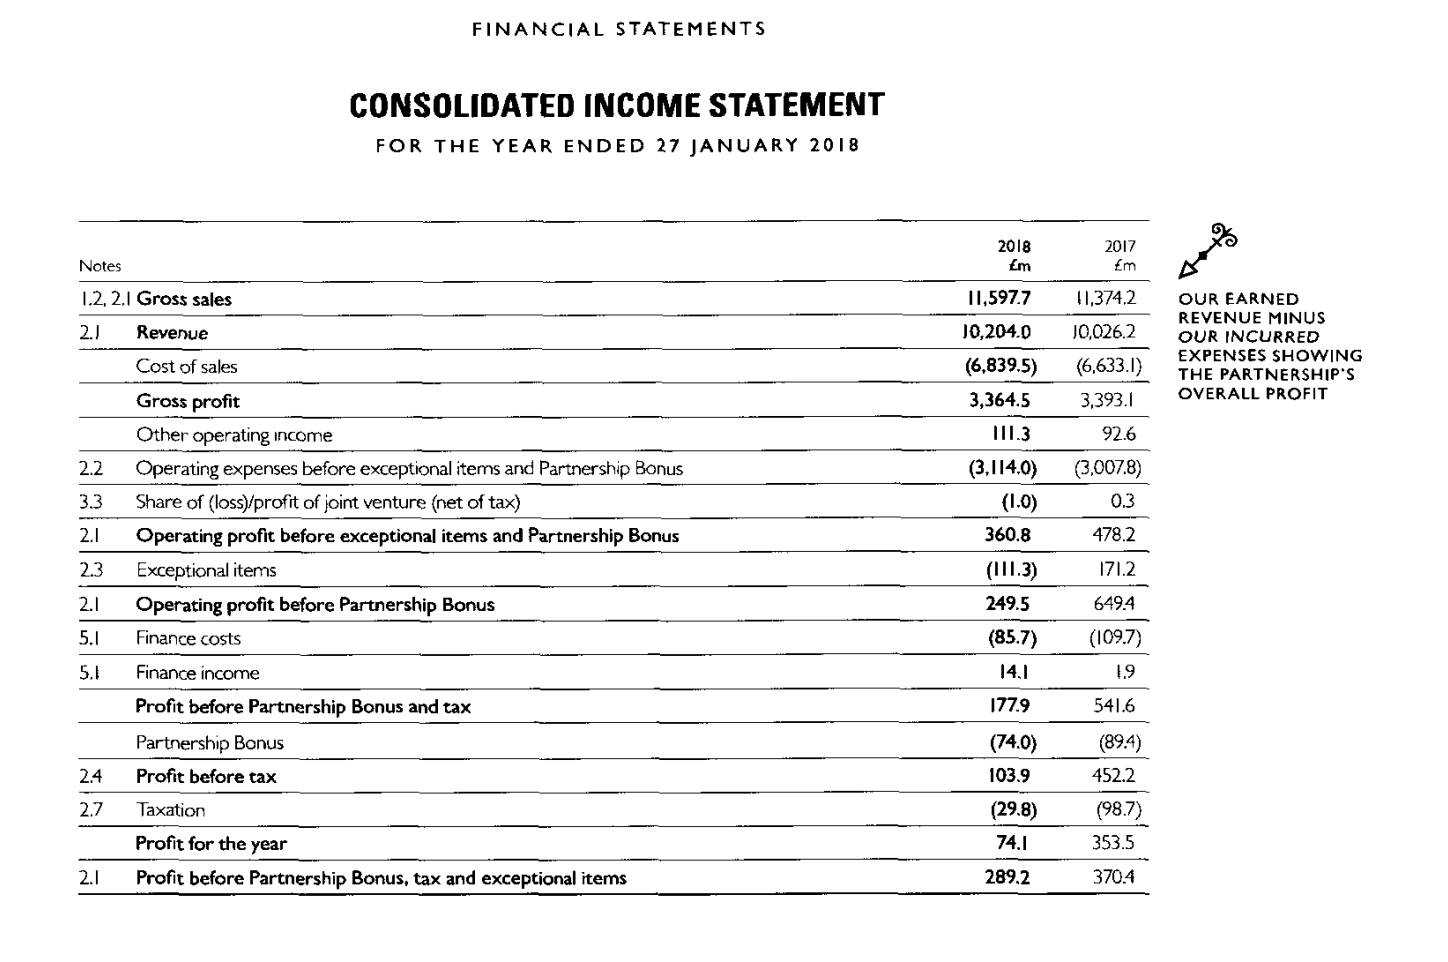 FINANCIAL STATEMENTS
CONSOLIDATED INCOME STATEMENT
FOR THE YEAR ENDED 27 JANUARY 2018
2018 2017
Notes £m £m
1.2, 2.1 Gross sales 11,597.7 11,374.2
2.1 Revenue 10,204.0 10,026.2
Cost of sales (6,839.5) (6,633.1)
Gross profit 3,364.5 3,393.1
Other operating income 111.3 92.6
2.2 Operating expenses before exceptional items and Partnership Bonus (3,114.0) (3,007.8)
3.3 Share of (loss)/profit of joint venture (net of tax) (1.0) 0.3
2.1 Operating profit before exceptional items and Partnership Bonus 360.8 478.2
2.3 Exceptional items (111.3) 171.2
2.1 Operating profit before Partnership Bonus 249.5 649.4
5.1 Finance costs (85.7) (109.7)
5.1 Finance income 14.1 1.9
Profit before Partnership Bonus and tax 177.9 541.6
Partnership Bonus (74.0) (89.4)
2.4 Profit before tax 103.9 452.2
2.7 Taxation (29.8) (98.7)
Profit for the year 74.1 353.5
2.1 Profit before Partnership Bonus, tax and exceptional items 289.2 370.4
OUR EARNED
REVENUE MINUS
OUR INCURRED
EXPENSES SHOWING
THE PARTNERSHIP'S
OVERALL PROFIT